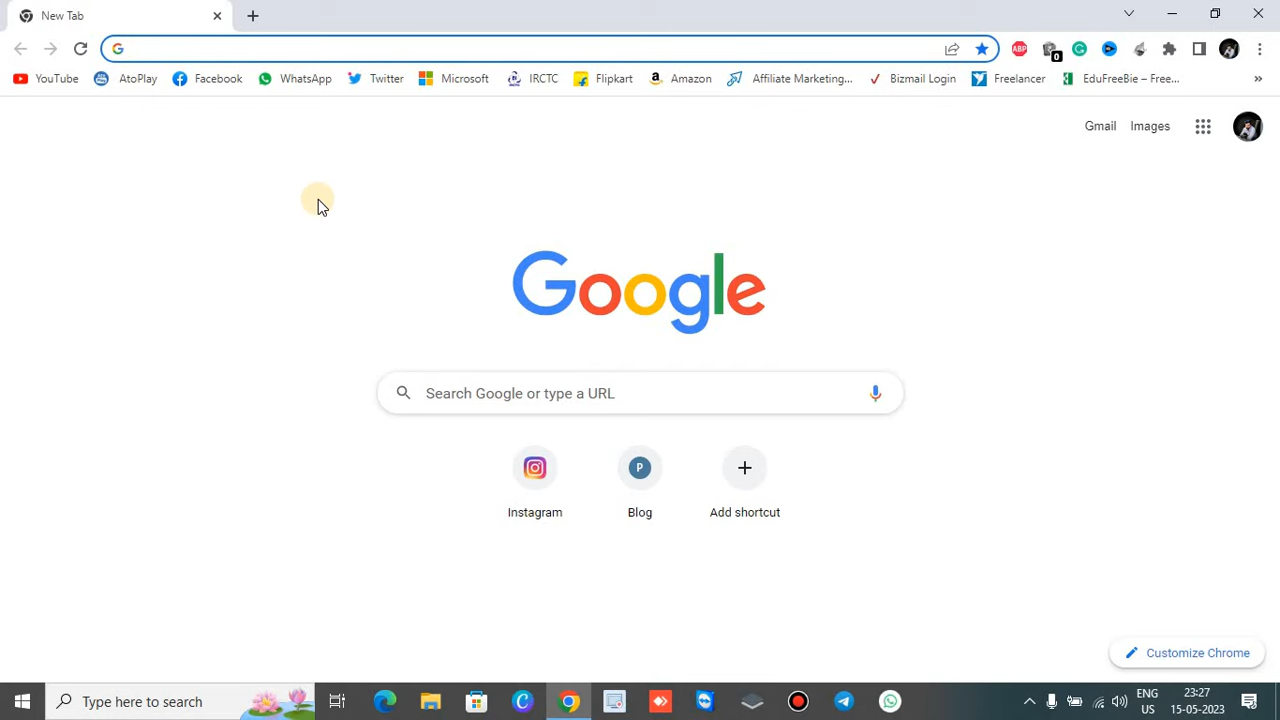 New Tab
YouTube AtoPlay Facebook WhatsApp Twitter Microsoft IRCTC Flipkart Amazon Affiliate Marketing... Bizmail Login Freelancer EduFreeBie – Free... »
ABP
0
Gmail Images
Google
Search Google or type a URL
P
Instagram Blog Add shortcut
Customize Chrome
Type here to search
ENG 23:27
US 15-05-2023